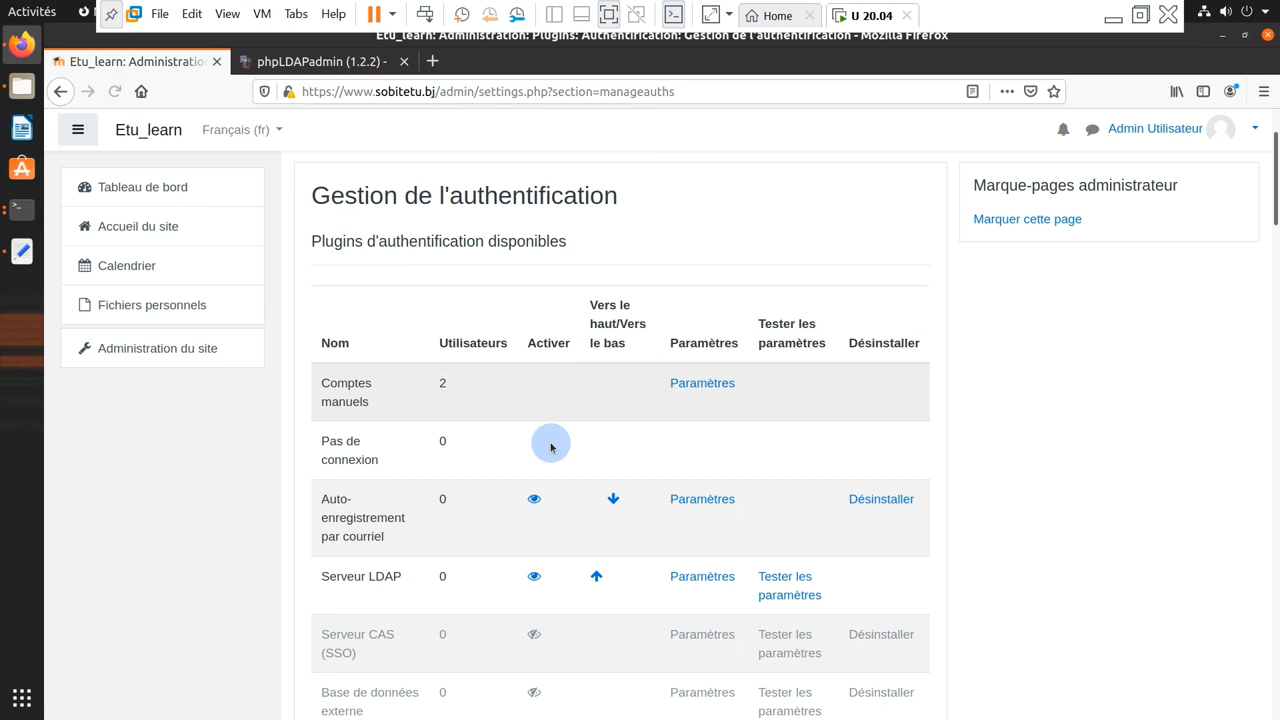 Activités
File Edit View VM Tabs Help
Home
U 20.04
Etu_learn: Administration: Plugins: Authentification: Gestion de l'authentification - Mozilla Firefox
Etu_learn: Administratio
phpLDAPadmin (1.2.2) -
https://www.sobitetu.bj/admin/settings.php?section=manageauths
Etu_learn
Français (fr)
Admin Utilisateur
Tableau de bord
Accueil du site
Calendrier
Fichiers personnels
Administration du site
Gestion de l'authentification
Plugins d'authentification disponibles
Nom Utilisateurs Activer Vers le haut/Vers le bas Paramètres Tester les paramètres Désinstaller
Comptes manuels 2 Paramètres
Pas de connexion 0
Auto-enregistrement par courriel 0 Paramètres Désinstaller
Serveur LDAP 0 Paramètres Tester les paramètres
Serveur CAS (SSO) 0 Paramètres Tester les paramètres Désinstaller
Base de données externe 0 Paramètres Tester les paramètres Désinstaller
Marque-pages administrateur
Marquer cette page